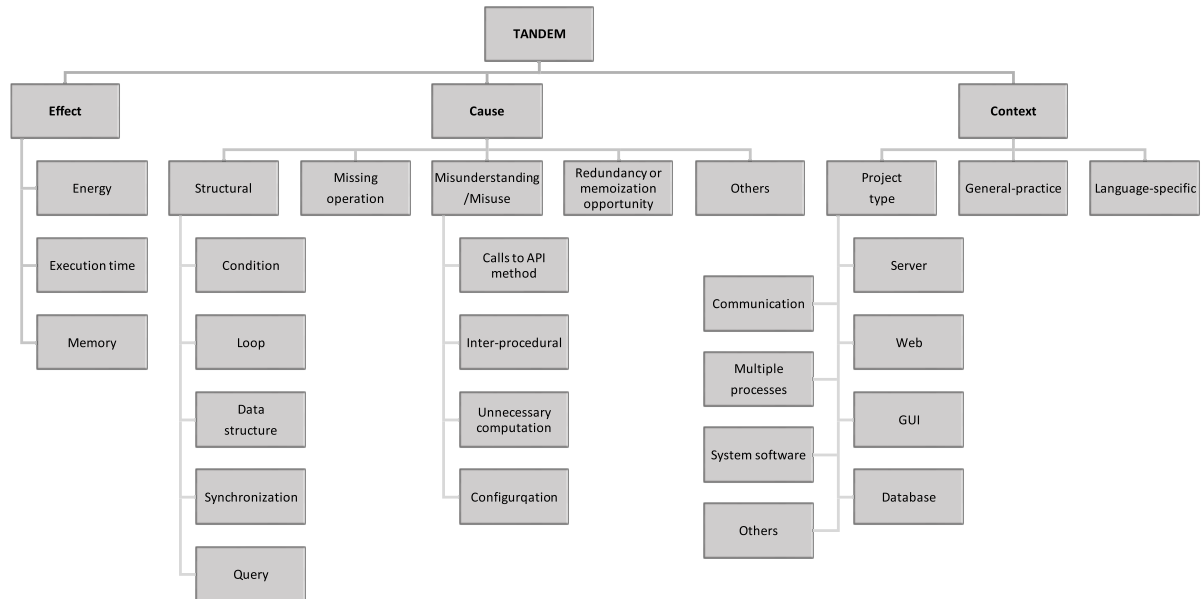 TANDEM
Effect
Cause
Context
Energy
Execution time
Memory
Structural
Missing
operation
Misunderstanding
/Misuse
Redundancy or
memoization
opportunity
Others
Condition
Loop
Data
structure
Synchronization
Query
Calls to API
method
Inter-procedural
Unnecessary
computation
Configurqation
Project
type
General-practice
Language-specific
Communication
Multiple
processes
System software
Others
Server
Web
GUI
Database